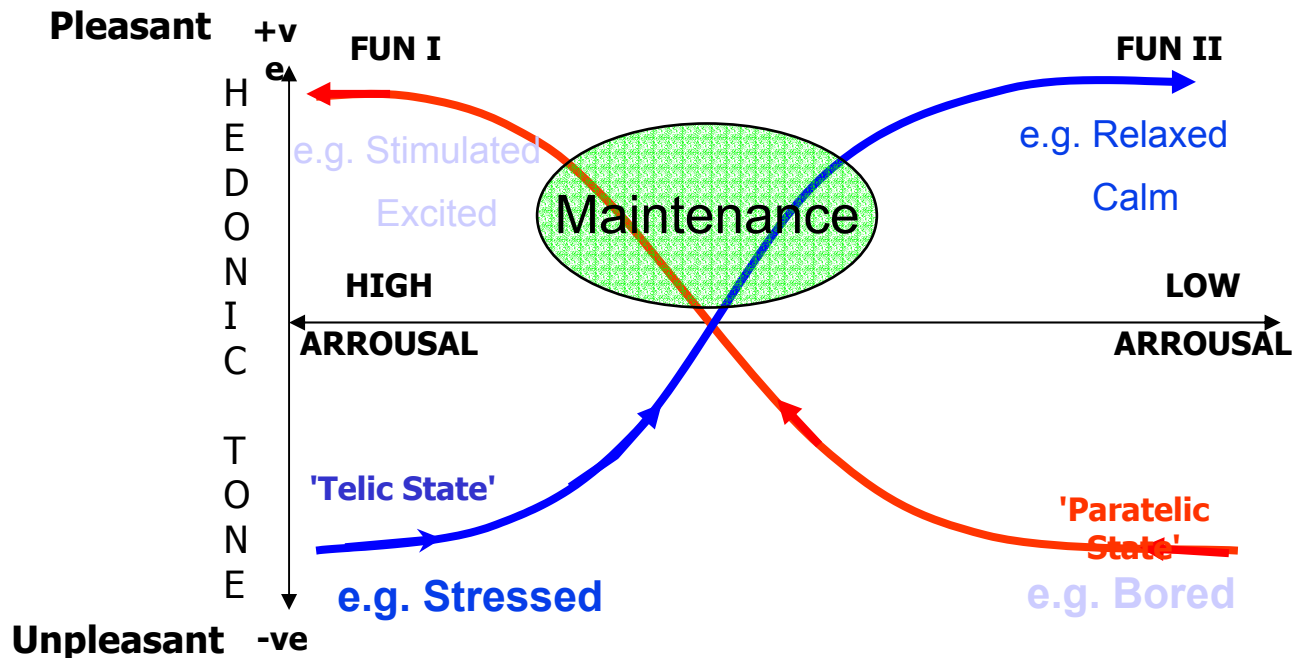 Pleasant
+v
e
FUN I
FUN II
H
E
D
O
N
I
C
T
O
N
E
e.g. Stimulated
Excited
e.g. Relaxed
Calm
Maintenance
HIGH
LOW
ARROUSAL
ARROUSAL
'Telic State'
'Paratelic
State'
e.g. Stressed
e.g. Bored
Unpleasant
-ve